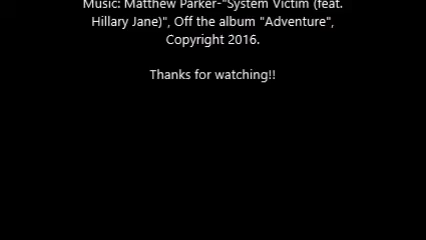 Music: Matthew Parker-"System Victim (feat.
Hillary Jane)", Off the album "Adventure",
Copyright 2016.
Thanks for watching!!